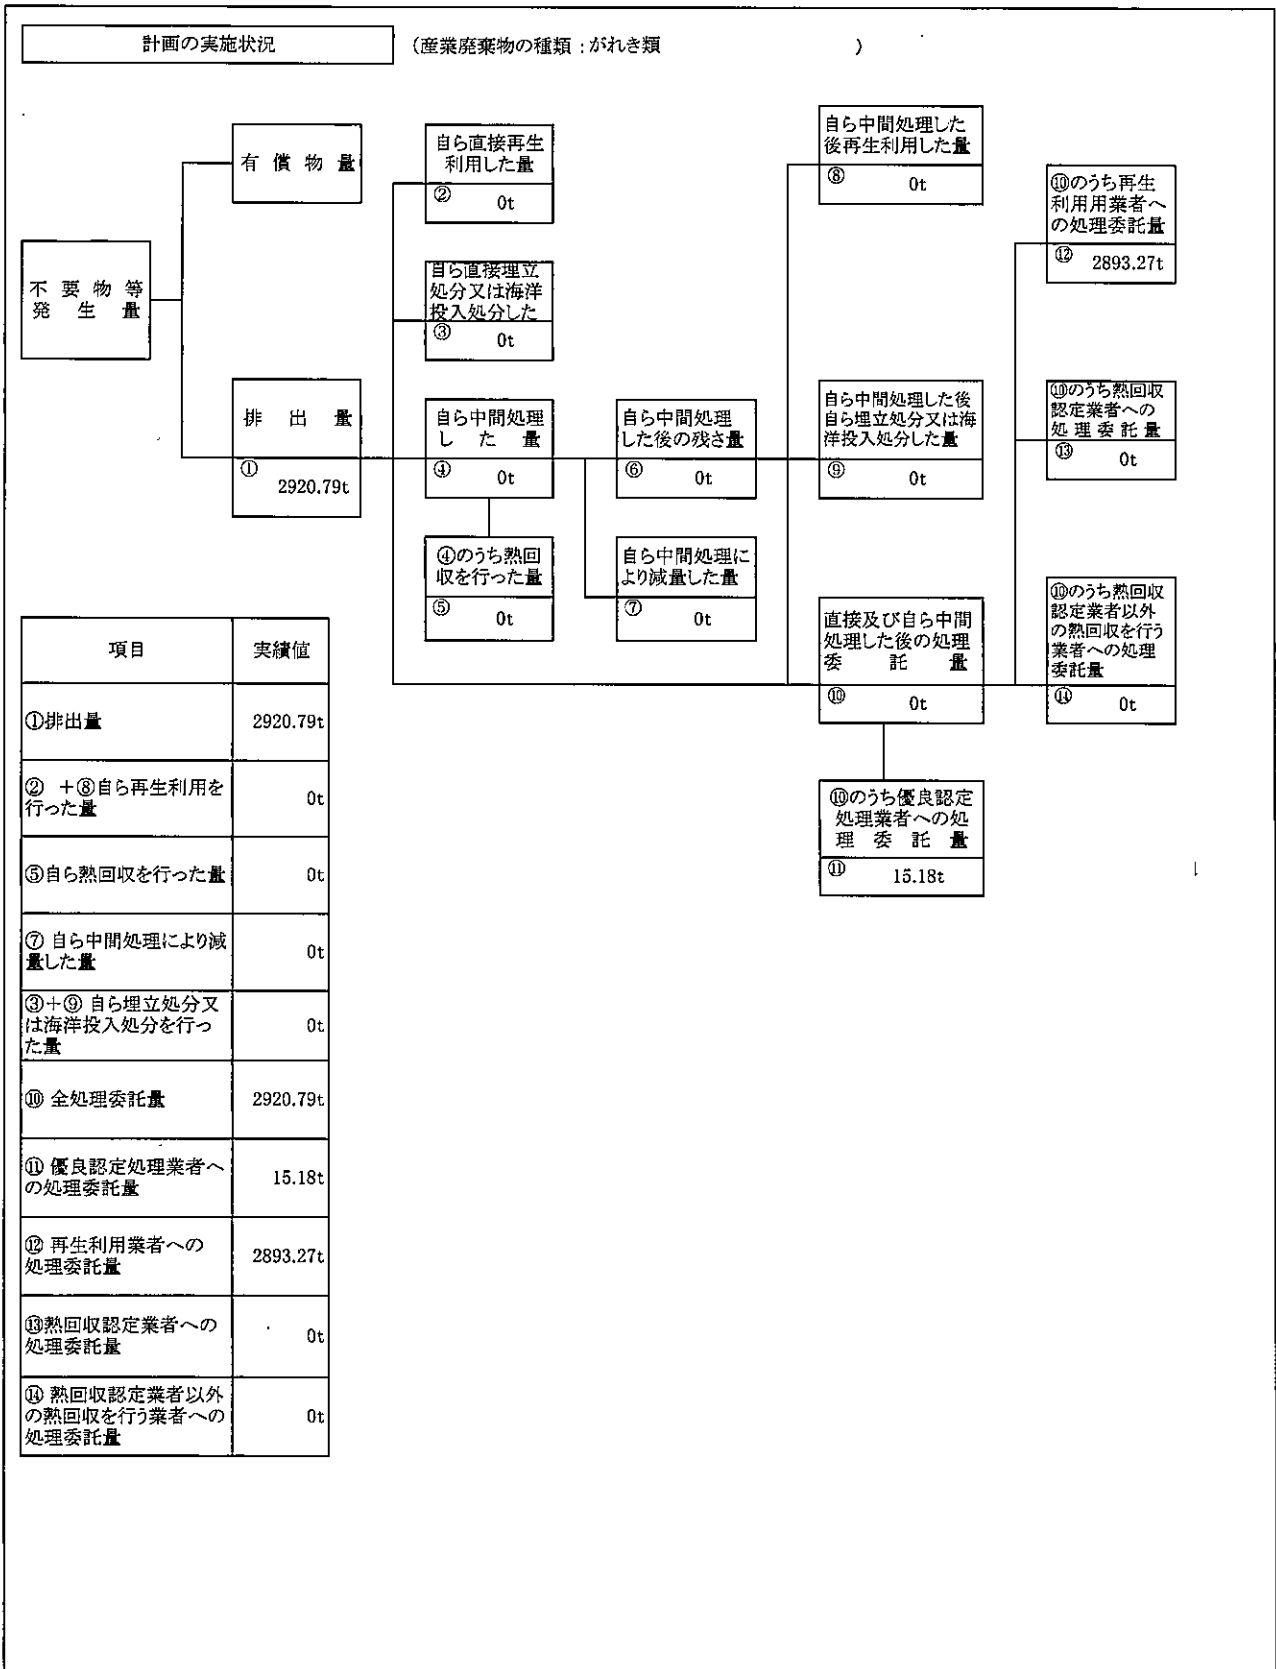 計画の実施状況
（産業廃棄物の種類：がれき類　）
不要物等
発生量
有償物量
排出量
①
2920.79t
自ら直接再生
利用した量
②
0t
自ら直接埋立
処分又は海洋
投入処分した
③
0t
自ら中間処理
した量
④
0t
④のうち熱回
収を行った量
⑤
0t
自ら中間処理
した後の残さ量
⑥
0t
自ら中間処理に
より減量した量
⑦
0t
自ら中間処理した
後再生利用した量
⑧
0t
自ら中間処理した後
自ら埋立処分又は海
洋投入処分した量
⑨
0t
直接及び自ら中間
処理した後の処理
委託量
⑩
0t
⑩のうち優良認定
処理業者への処
理委託量
⑪
15.18t
⑩のうち再生
利用用業者へ
の処理委託量
⑫
2893.27t
⑩のうち熱回収
認定業者への
処理委託量
⑬
0t
⑩のうち熱回収
認定業者以外
の熱回収を行う
業者への処理
委託量
⑭
0t
項目
実績値
①排出量
2920.79t
②　＋⑧自ら再生利用を
行った量
0t
⑤自ら熱回収を行った量
0t
⑦ 自ら中間処理により減
量した量
0t
③＋⑨ 自ら埋立処分又
は海洋投入処分を行っ
た量
0t
⑩ 全処理委託量
2920.79t
⑪ 優良認定処理業者へ
の処理委託量
15.18t
⑫ 再生利用業者への
処理委託量
2893.27t
⑬熱回収認定業者への
処理委託量
0t
⑭ 熱回収認定業者以外
の熱回収を行う業者への
処理委託量
0t